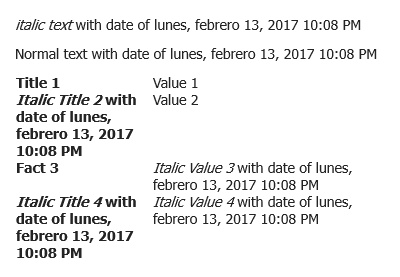 italic text with date of lunes, febrero 13, 2017 10:08 PM
Normal text with date of lunes, febrero 13, 2017 10:08 PM
Title 1 Value 1
Italic Title 2 with Value 2
date of lunes,
febrero 13, 2017
10:08 PM
Fact 3 Italic Value 3 with date of lunes,
febrero 13, 2017 10:08 PM
Italic Title 4 with Italic Value 4 with date of lunes,
date of lunes, febrero 13, 2017 10:08 PM
febrero 13, 2017
10:08 PM